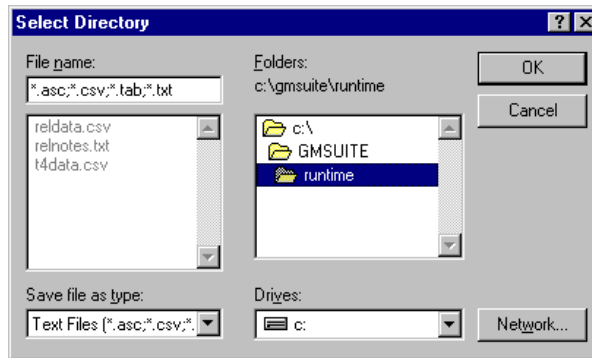 Select Directory
File name:
*.asc;*.csv;*.tab;*.txt
reldata.csv
relnotes.txt
t4data.csv
Save file as type:
Text Files (*.asc;*.csv;*.
Folders:
c:\gmsuite\runtime
c:\
GMSUITE
runtime
Drives:
c:
OK
Cancel
Network...